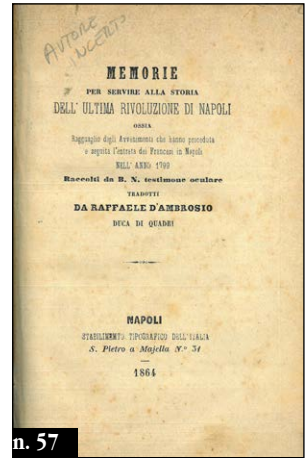 AUTORE
INCERTO
MEMORIE
PER SERVIRE ALLA STORIA
DELL' ULTIMA RIVOLUZIONE DI NAPOLI
OSSIA
Ragguaglio degli Avvenimenti che hanno preceduta
e seguita l'entrata dei Francesi in Napoli
NELL' ANNO 1799
Raccolti da B. N. testimone oculare
TRADOTTI
DA RAFFAELE D'AMBROSIO
DUCA DI QUADRI
NAPOLI
STABILIMENTO TIPOGRAFICO DELL'ITALIA
S. Pietro a Majella N.° 31
1864
n. 57